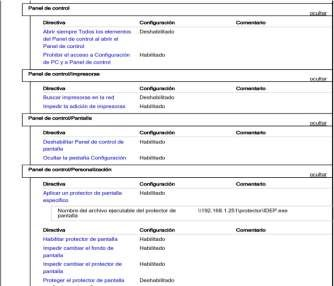 Panel de control
ocultar
Directiva Configuración Comentario
Abrir siempre Todos los elementos Deshabilitado
del Panel de control al abrir el
Panel de control
Prohibir el acceso a Configuración Habilitado
de PC y a Panel de control
Panel de control/Impresoras
ocultar
Directiva Configuración Comentario
Buscar impresoras en la red Deshabilitado
Impedir la adición de impresoras Habilitado
Panel de control/Pantalla
ocultar
Directiva Configuración Comentario
Deshabilitar Panel de control de Habilitado
pantalla
Ocultar la pestaña Configuración Habilitado
Panel de control/Personalización
ocultar
Directiva Configuración Comentario
Aplicar un protector de pantalla Habilitado
específico
Nombre del archivo ejecutable del protector de \\192.168.1.251\protector\IDEP.exe
pantalla
Directiva Configuración Comentario
Habilitar protector de pantalla Habilitado
Impedir cambiar el fondo de Habilitado
pantalla
Impedir cambiar el protector de Habilitado
pantalla
Proteger el protector de pantalla Deshabilitado